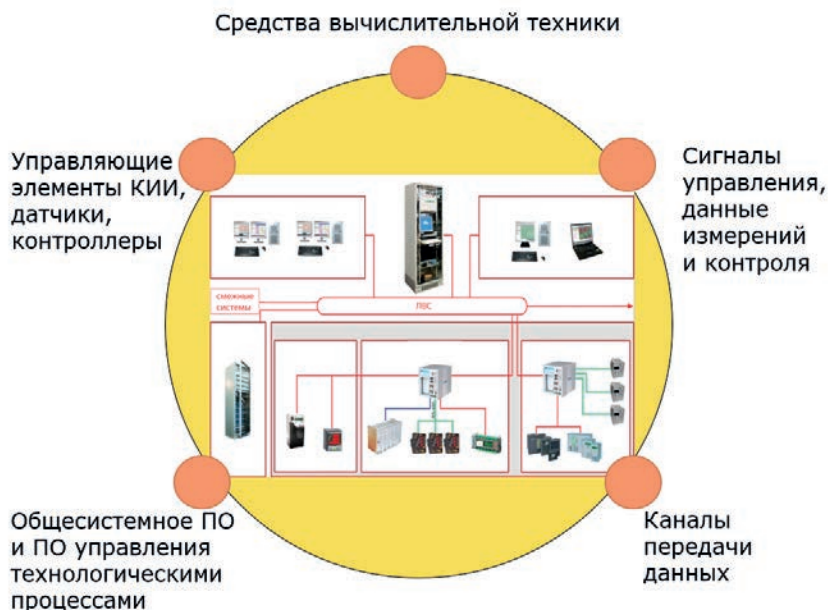 Средства вычислительной техники
Управляющие
элементы КИИ,
датчики,
контроллеры
Сигналы
управления,
данные
измерений
и контроля
СМЕЖНЫЕ
СИСТЕМЫ
ЛВС
Общесистемное ПО
и ПО управления
технологическими
процессами
Каналы
передачи
данных